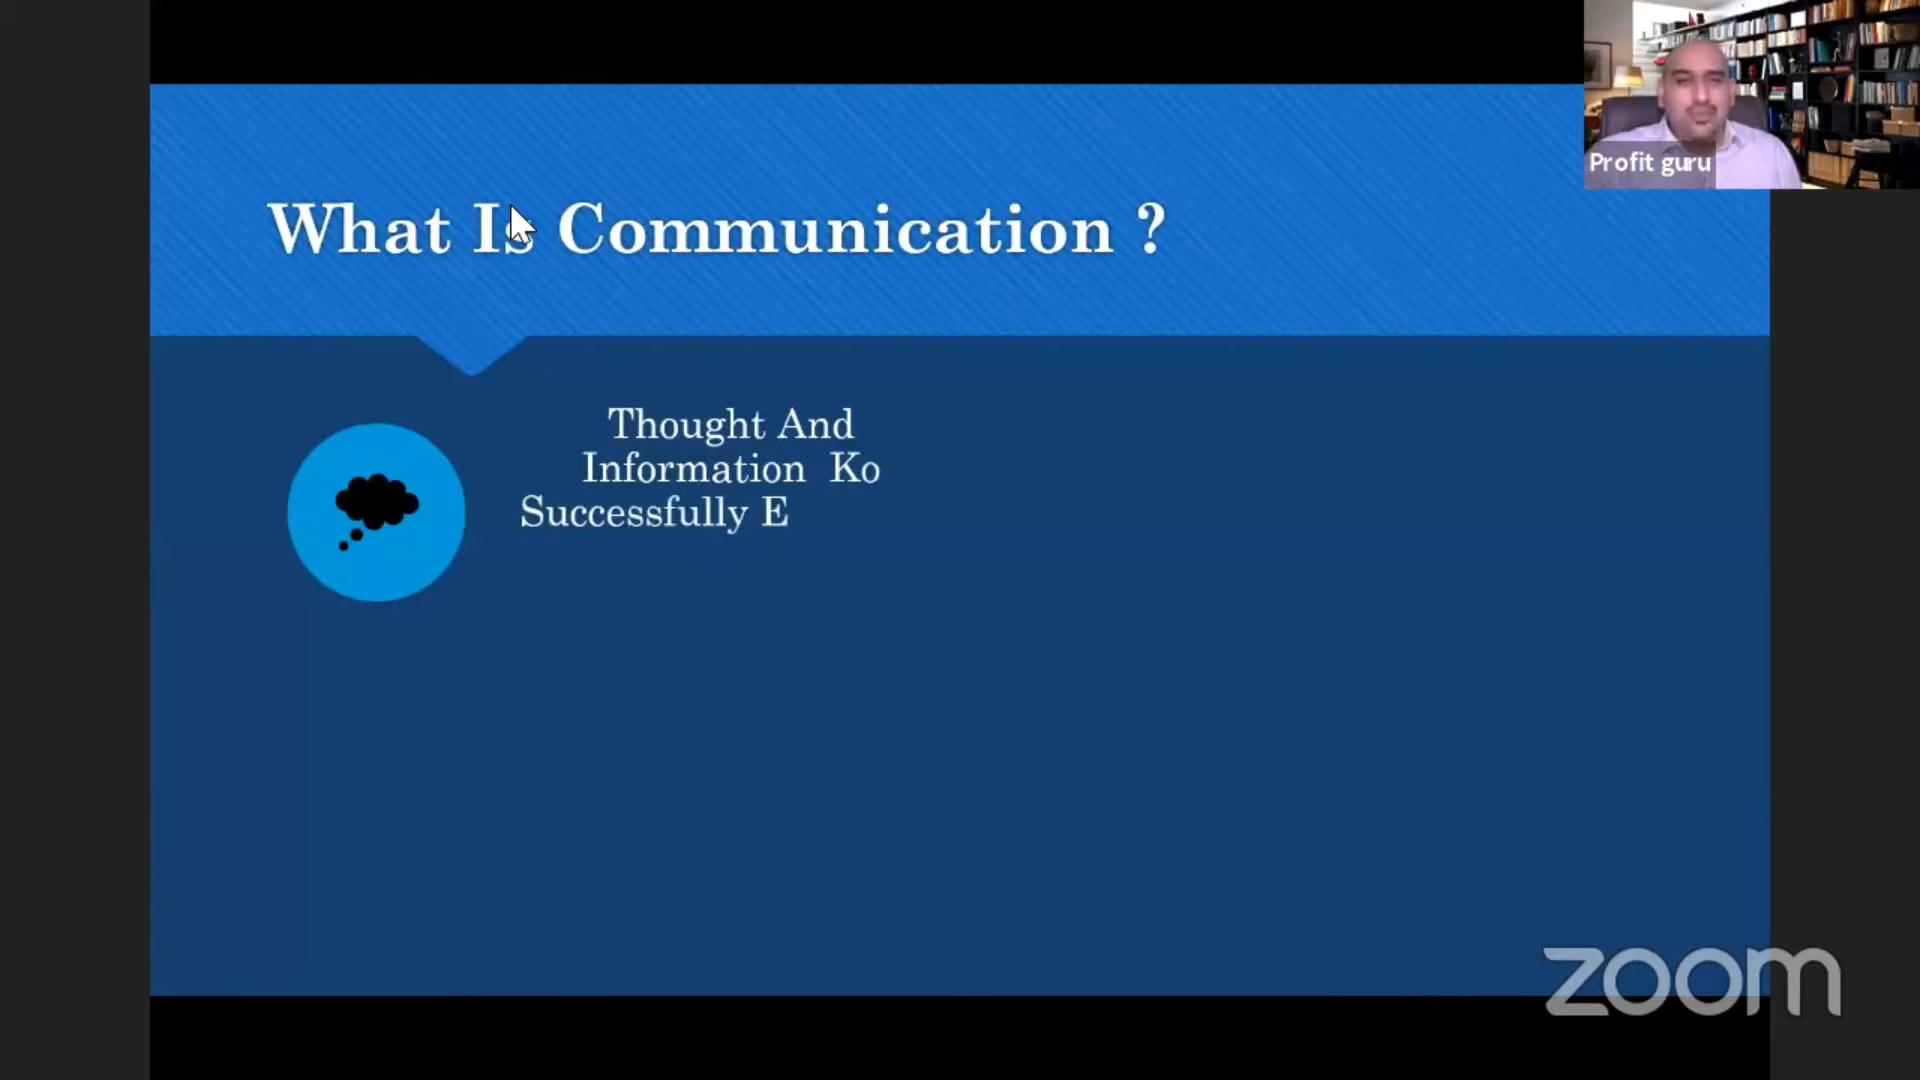 Profit guru
What Is Communication ?
Thought And
Information Ko
Successfully E
zoom